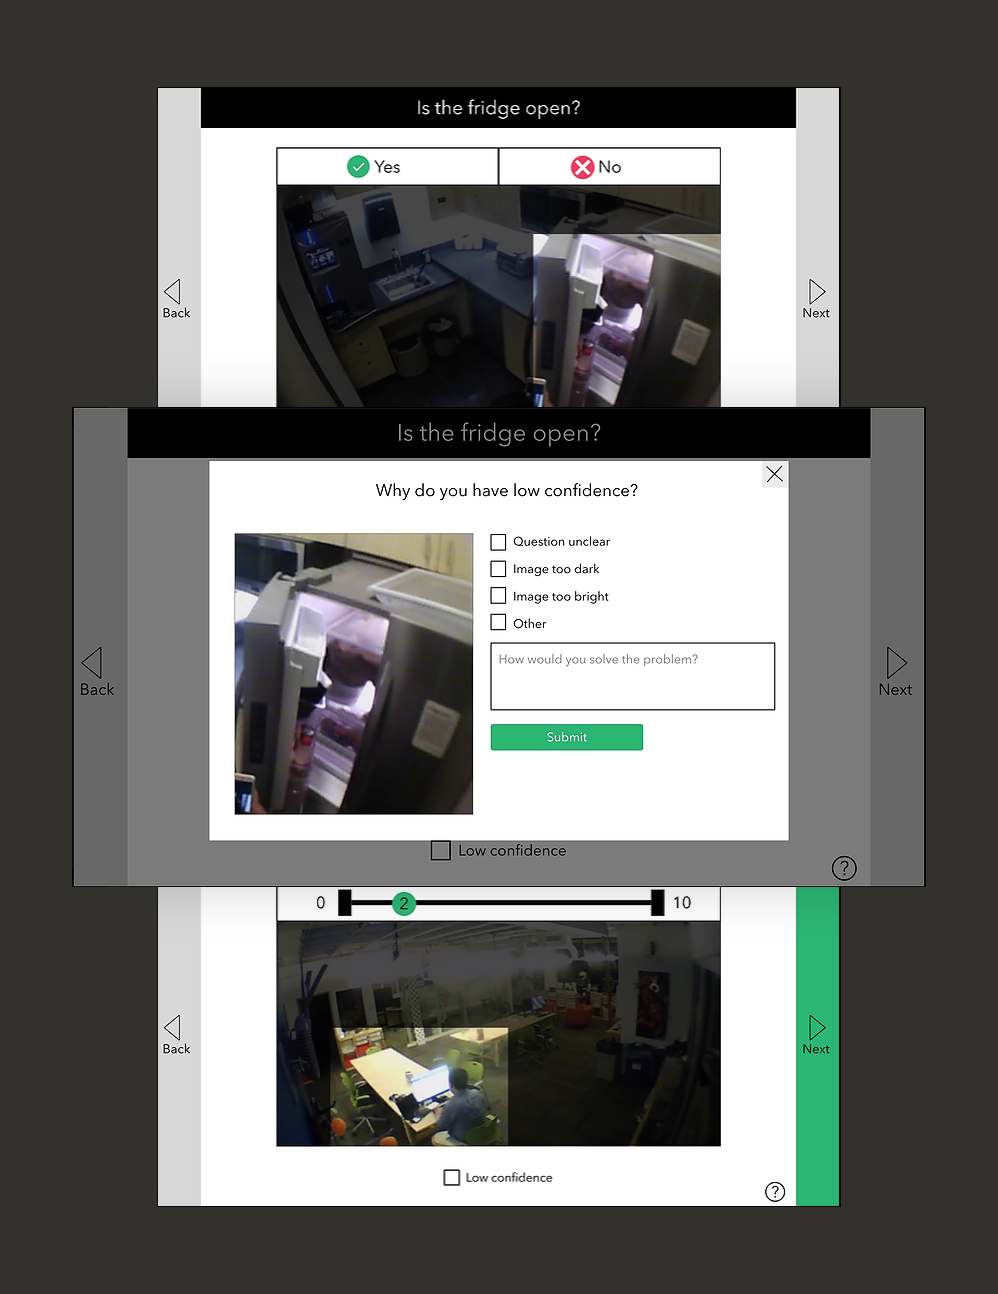 Is the fridge open?
Yes
No
Back
Next
Is the fridge open?
Why do you have low confidence?
Question unclear
Image too dark
Image too bright
Other
How would you solve the problem?
Submit
Back
Next
Low confidence
?
0
2
10
Back
Next
Low confidence
?